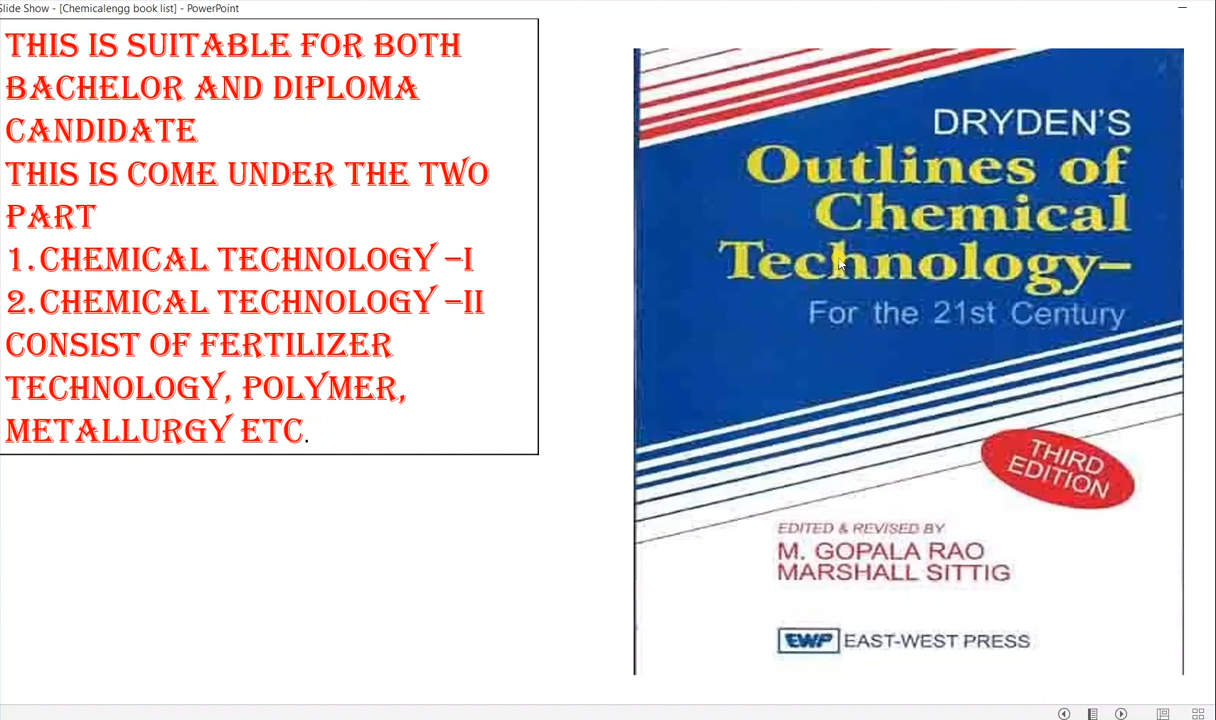 Slide Show - [Chemicalengg book list] - PowerPoint
THIS IS SUITABLE FOR BOTH
BACHELOR AND DIPLOMA
CANDIDATE
THIS IS COME UNDER THE TWO
PART
1. CHEMICAL TECHNOLOGY –I
2. CHEMICAL TECHNOLOGY –II
CONSIST OF FERTILIZER
TECHNOLOGY, POLYMER,
METALLURGY ETC.
DRYDEN'S
Outlines of
Chemical
Technology–
For the 21st Century
THIRD
EDITION
EDITED & REVISED BY
M. GOPALA RAO
MARSHALL SITTIG
EWP EAST-WEST PRESS